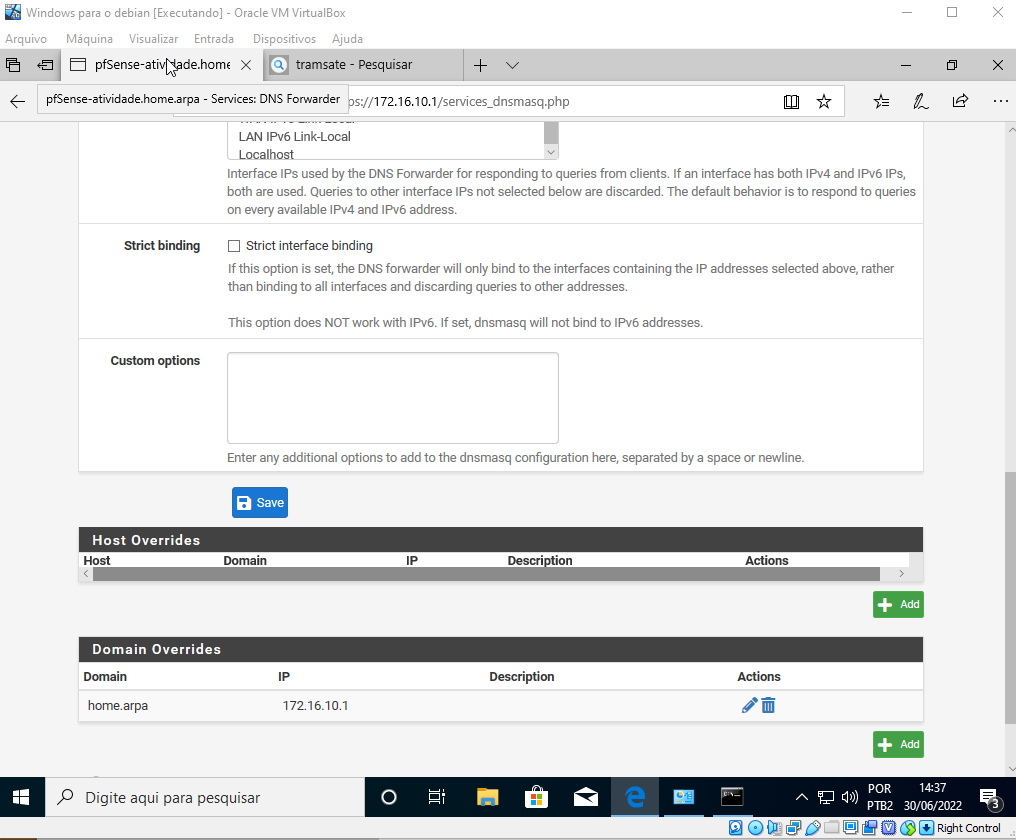 Windows para o debian [Executando] - Oracle VM VirtualBox
Arquivo Máquina Visualizar Entrada Dispositivos Ajuda
pfSense-atividade.home
tramsate - Pesquisar
pfSense-atividade.home.arpa - Services: DNS Forwarder
ps://172.16.10.1/services_dnsmasq.php
LAN IPv6 Link-Local
Localhost
Interface IPs used by the DNS Forwarder for responding to queries from clients. If an interface has both IPv4 and IPv6 IPs,
both are used. Queries to other interface IPs not selected below are discarded. The default behavior is to respond to queries
on every available IPv4 and IPv6 address.
Strict binding
Strict interface binding
If this option is set, the DNS forwarder will only bind to the interfaces containing the IP addresses selected above, rather
than binding to all interfaces and discarding queries to other addresses.
This option does NOT work with IPv6. If set, dnsmasq will not bind to IPv6 addresses.
Custom options
Enter any additional options to add to the dnsmasq configuration here, separated by a space or newline.
Save
Host Overrides
Host Domain IP Description Actions
Add
Domain Overrides
Domain IP Description Actions
home.arpa 172.16.10.1
Add
Digite aqui para pesquisar
POR 14:37
PTB2 30/06/2022
3
Right Control